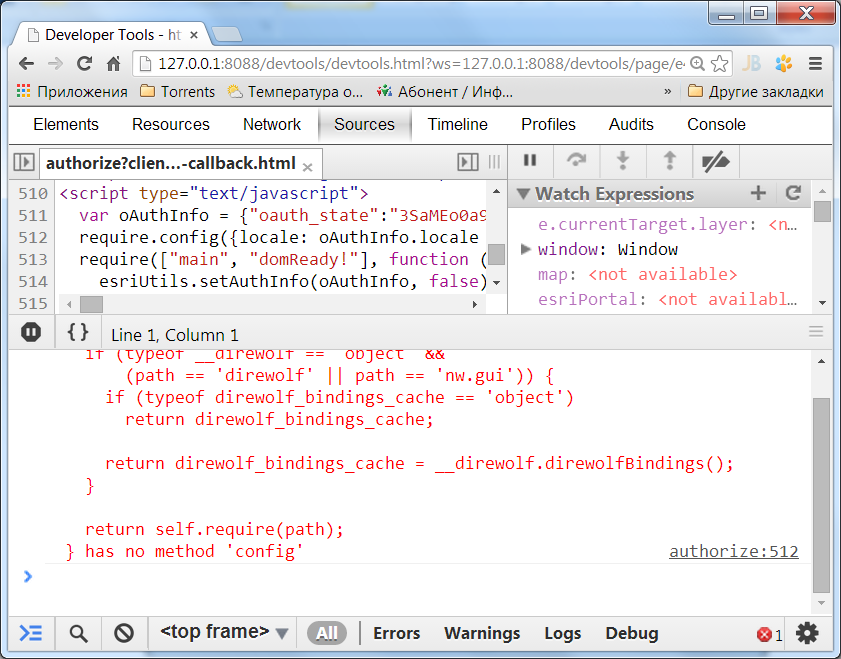 Developer Tools - ht
127.0.0.1:8088/devtools/devtools.html?ws=127.0.0.1:8088/devtools/page/e
JB
Приложения Torrents Температура о... Абонент / Инф... » Другие закладки
Elements Resources Network Sources Timeline Profiles Audits Console
authorize?clien...-callback.html
510 <script type="text/javascript">
511 var oAuthInfo = {"oauth_state":"3SaMEo0a9
512 require.config({locale: oAuthInfo.locale
513 require(["main", "domReady!"], function (
514 esriUtils.setAuthInfo(oAuthInfo, false)
515
Watch Expressions
e.currentTarget.layer: <n...
window: Window
map: <not available>
esriPortal: <not availabl...
{} Line 1, Column 1
if (typeof __direwolf == 'object' &&
(path == 'direwolf' || path == 'nw.gui')) {
if (typeof direwolf_bindings_cache == 'object')
return direwolf_bindings_cache;
return direwolf_bindings_cache = __direwolf.direwolfBindings();
}
return self.require(path);
} has no method 'config' authorize:512
<top frame> All Errors Warnings Logs Debug 1